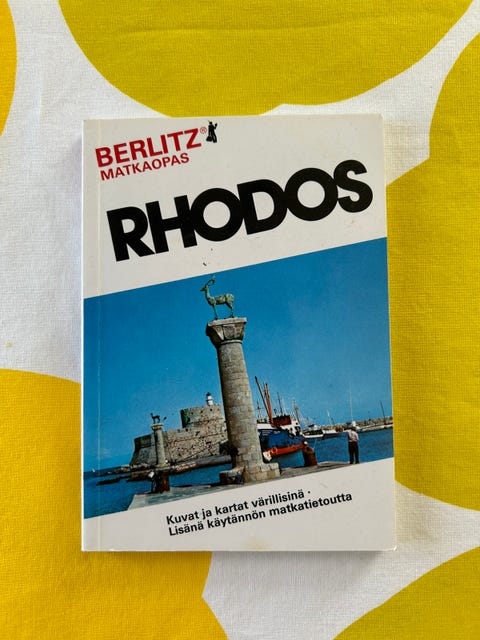 BERLITZ®
MATKAOPAS
RHODOS
Kuvat ja kartat värillisinä ·
Lisänä käytännön matkatietoutta